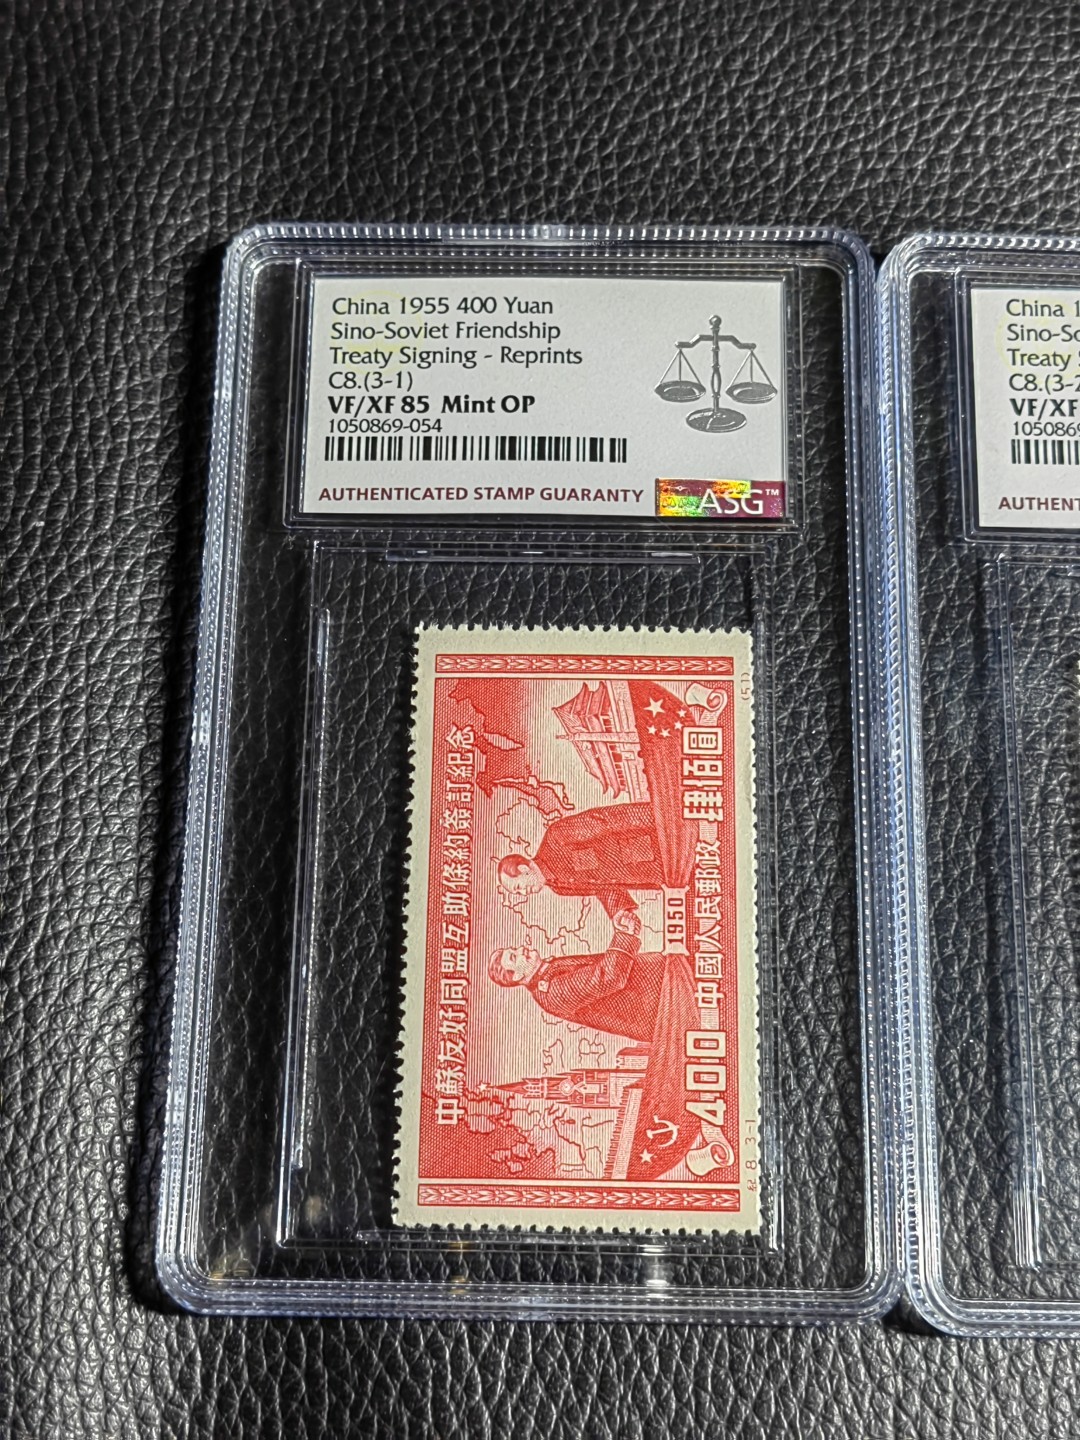 China 1955 400 Yuan
Sino-Soviet Friendship
Treaty Signing - Reprints
C8.(3-1)
VF/XF 85 Mint OP
1050869-054
AUTHENTICATED STAMP GUARANTY
ASG™
中蘇友好同盟互助條約簽訂紀念
1950
400 中國人民郵政 肆佰圓
紀 8. 3-1
(51)
China 1
Sino-So
Treaty
C8.(3-2
VF/XF
1050869
AUTHENT